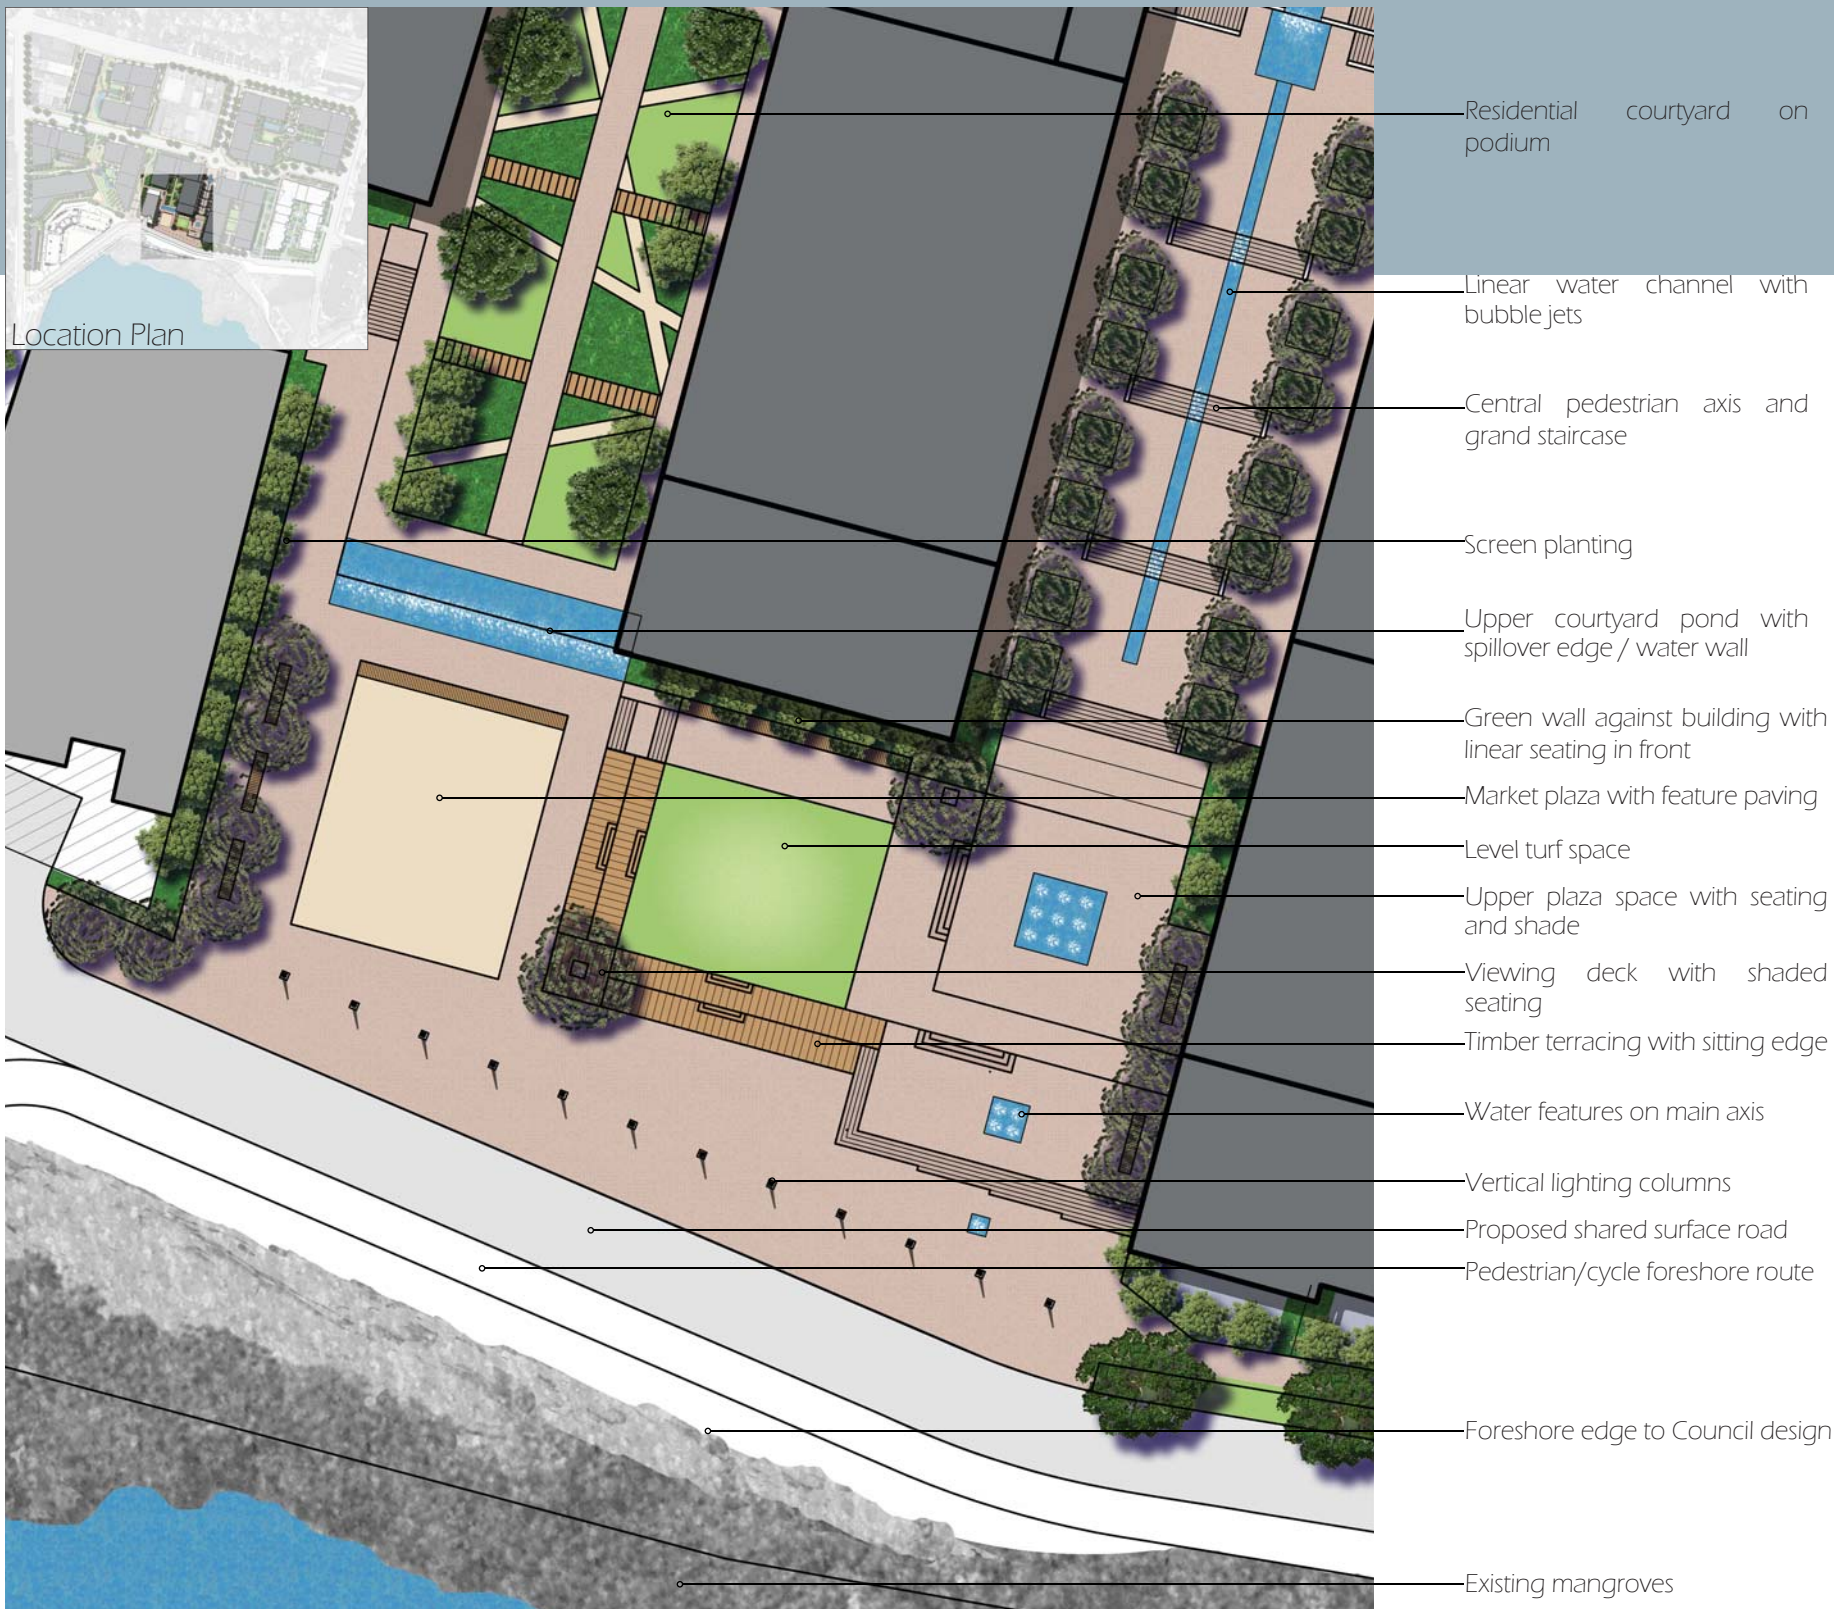 Location Plan
Residential courtyard on
podium
Linear water channel with
bubble jets
Central pedestrian axis and
grand staircase
Screen planting
Upper courtyard pond with
spillover edge / water wall
Green wall against building with
linear seating in front
Market plaza with feature paving
Level turf space
Upper plaza space with seating
and shade
Viewing deck with shaded
seating
Timber terracing with sitting edge
Water features on main axis
Vertical lighting columns
Proposed shared surface road
Pedestrian/cycle foreshore route
Foreshore edge to Council design
Existing mangroves